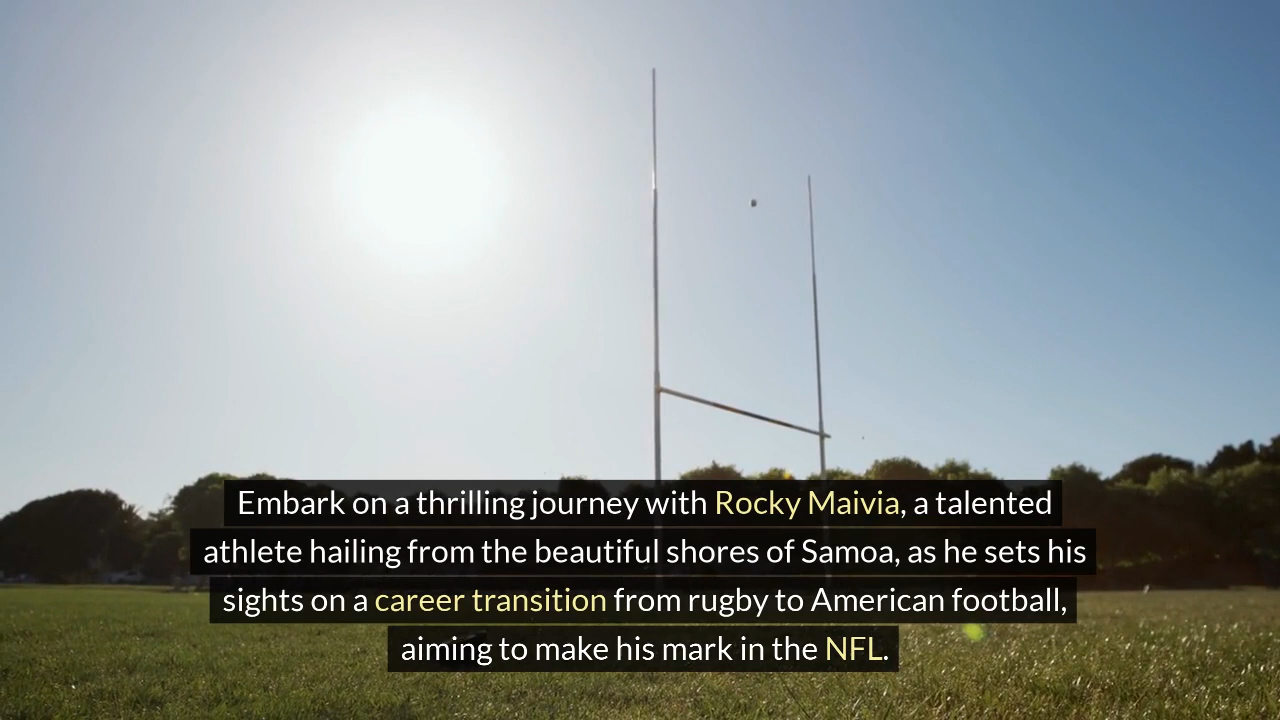 Embark on a thrilling journey with Rocky Maivia, a talented
athlete hailing from the beautiful shores of Samoa, as he sets his
sights on a career transition from rugby to American football,
aiming to make his mark in the NFL.